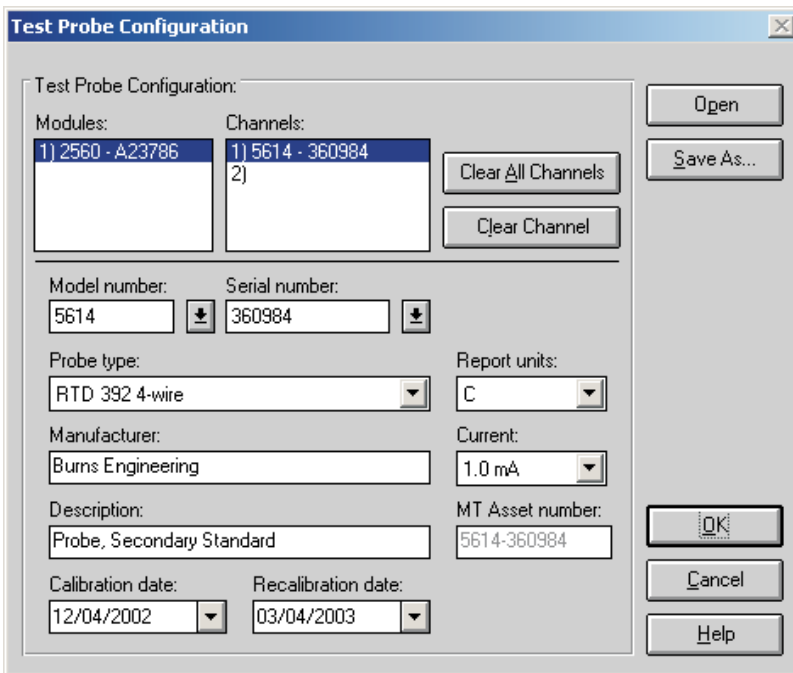 Test Probe Configuration
Test Probe Configuration:
Modules:
Channels:
1) 2560 - A23786
1) 5614 - 360984
2)
Clear All Channels
Clear Channel
Open
Save As...
Model number:
Serial number:
5614
360984
Probe type:
Report units:
RTD 392 4-wire
C
Manufacturer:
Current:
Burns Engineering
1.0 mA
Description:
MT Asset number:
Probe, Secondary Standard
5614-360984
Calibration date:
Recalibration date:
12/04/2002
03/04/2003
OK
Cancel
Help